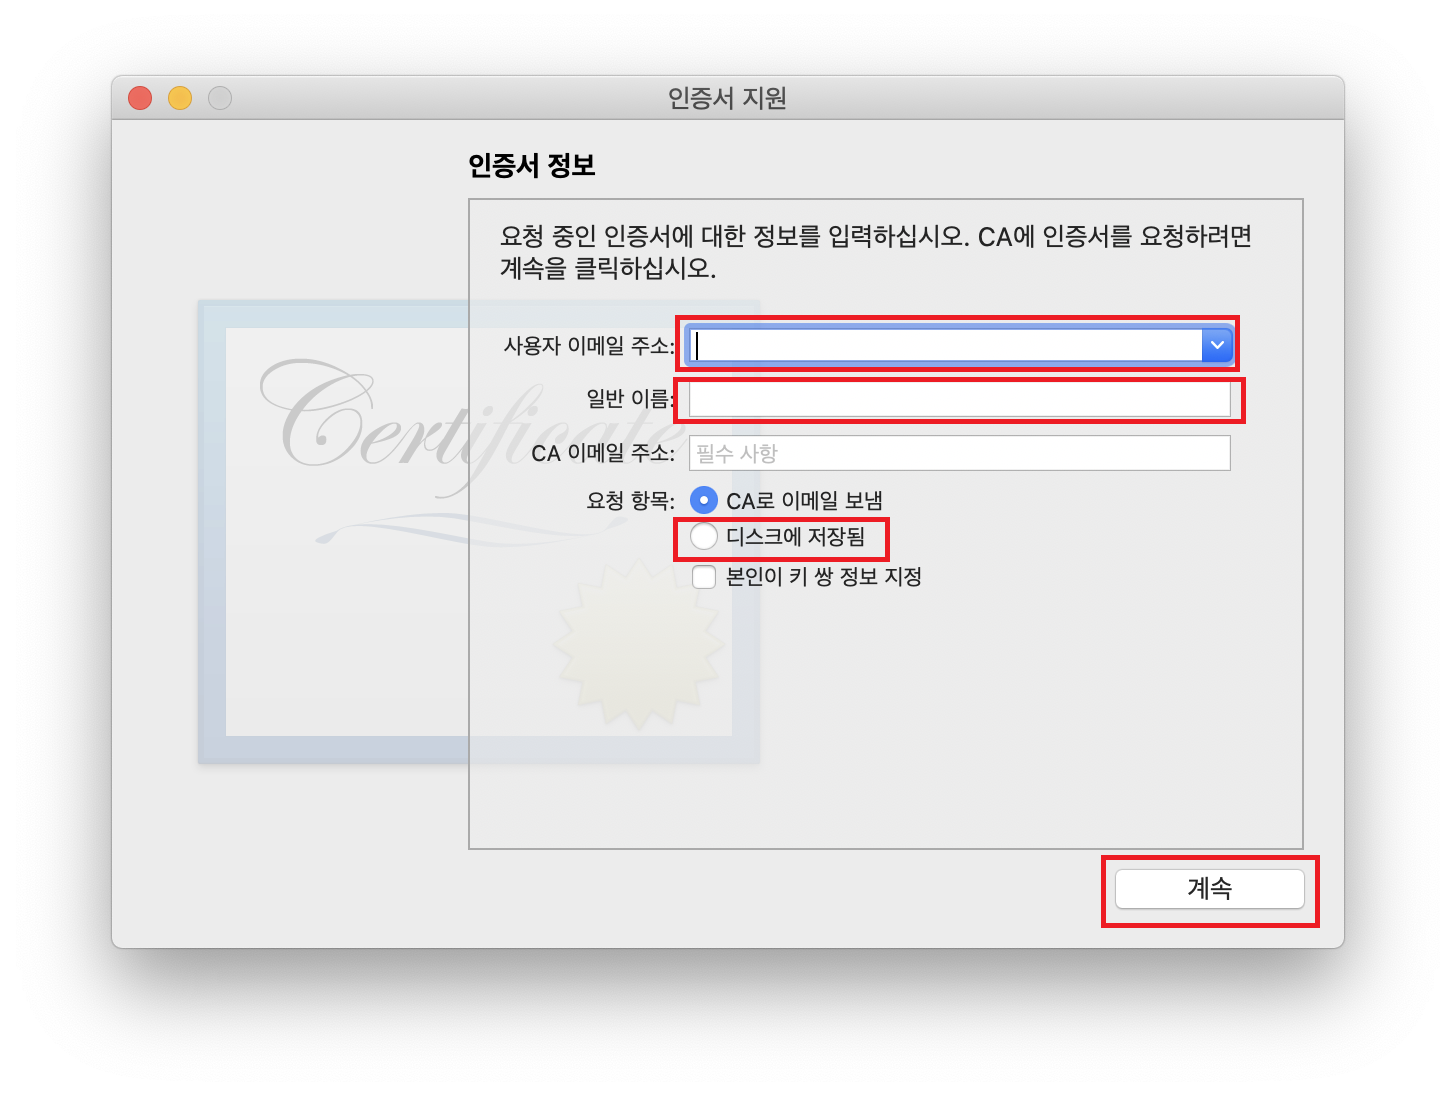 인증서 지원
인증서 정보
요청 중인 인증서에 대한 정보를 입력하십시오. CA에 인증서를 요청하려면
계속을 클릭하십시오.
사용자 이메일 주소:
일반 이름:
CA 이메일 주소: 필수 사항
요청 항목: CA로 이메일 보냄
디스크에 저장됨
본인이 키 쌍 정보 지정
Certificate
계속